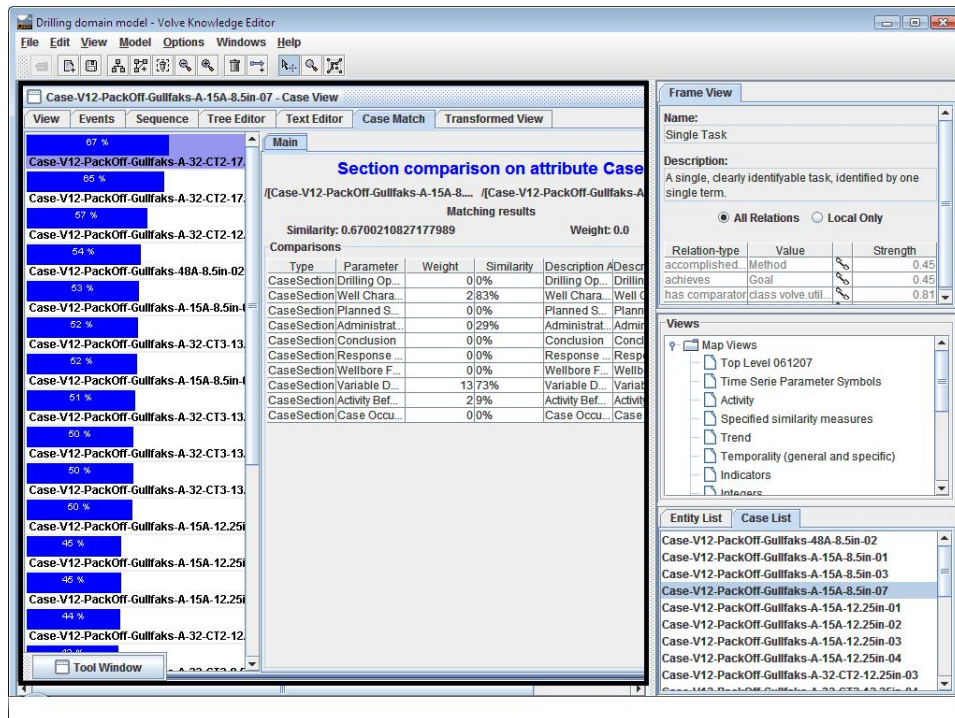 Drilling domain model - Volve Knowledge Editor
File Edit View Model Options Windows Help
Case-V12-PackOff-Gullfaks-A-15A-8.5in-07 - Case View
View Events Sequence Tree Editor Text Editor Case Match Transformed View
67 %
Case-V12-PackOff-Gullfaks-A-32-CT2-17.
65 %
Case-V12-PackOff-Gullfaks-A-32-CT2-17.
57 %
Case-V12-PackOff-Gullfaks-A-32-CT2-12.
54 %
Case-V12-PackOff-Gullfaks-48A-8.5in-02
53 %
Case-V12-PackOff-Gullfaks-A-15A-8.5in-
52 %
Case-V12-PackOff-Gullfaks-A-32-CT3-13.
52 %
Case-V12-PackOff-Gullfaks-A-15A-8.5in-
51 %
Case-V12-PackOff-Gullfaks-A-32-CT3-13.
50 %
Case-V12-PackOff-Gullfaks-A-32-CT3-13.
50 %
Case-V12-PackOff-Gullfaks-A-32-CT3-13.
50 %
Case-V12-PackOff-Gullfaks-A-15A-12.25i
45 %
Case-V12-PackOff-Gullfaks-A-15A-12.25i
45 %
Case-V12-PackOff-Gullfaks-A-15A-12.25i
44 %
Case-V12-PackOff-Gullfaks-A-32-CT2-12.
Tool Window
Main
Section comparison on attribute Case
/[Case-V12-PackOff-Gullfaks-A-15A-8.... /[Case-V12-PackOff-Gullfaks-A
Matching results
Similarity: 0.6700210827177989 Weight: 0.0
Comparisons
Type Parameter Weight Similarity Description A Descr
CaseSection Drilling Op... 0 0% Drilling Op... Drillin
CaseSection Well Chara... 2 83% Well Chara... Well C
CaseSection Planned S... 0 0% Planned S... Plann
CaseSection Administrat... 0 29% Administrat... Admin
CaseSection Conclusion 0 0% Conclusion Concl
CaseSection Response ... 0 0% Response ... Respo
CaseSection Wellbore F... 0 0% Wellbore F... Wellb
CaseSection Variable D... 13 73% Variable D... Variab
CaseSection Activity Bef... 2 9% Activity Bef... Activity
CaseSection Case Occu... 0 0% Case Occu... Case
Frame View
Name:
Single Task
Description:
A single, clearly identifyable task, identified by one
single term.
All Relations Local Only
Relation-type Value Strength
accomplished... Method 0.45
achieves Goal 0.45
has comparator class volve.util... 0.81
Views
Map Views
Top Level 061207
Time Serie Parameter Symbols
Activity
Specified similarity measures
Trend
Temporality (general and specific)
Indicators
Integers
Entity List Case List
Case-V12-PackOff-Gullfaks-48A-8.5in-02
Case-V12-PackOff-Gullfaks-A-15A-8.5in-01
Case-V12-PackOff-Gullfaks-A-15A-8.5in-03
Case-V12-PackOff-Gullfaks-A-15A-8.5in-07
Case-V12-PackOff-Gullfaks-A-15A-12.25in-01
Case-V12-PackOff-Gullfaks-A-15A-12.25in-02
Case-V12-PackOff-Gullfaks-A-15A-12.25in-03
Case-V12-PackOff-Gullfaks-A-15A-12.25in-04
Case-V12-PackOff-Gullfaks-A-32-CT2-12.25in-03